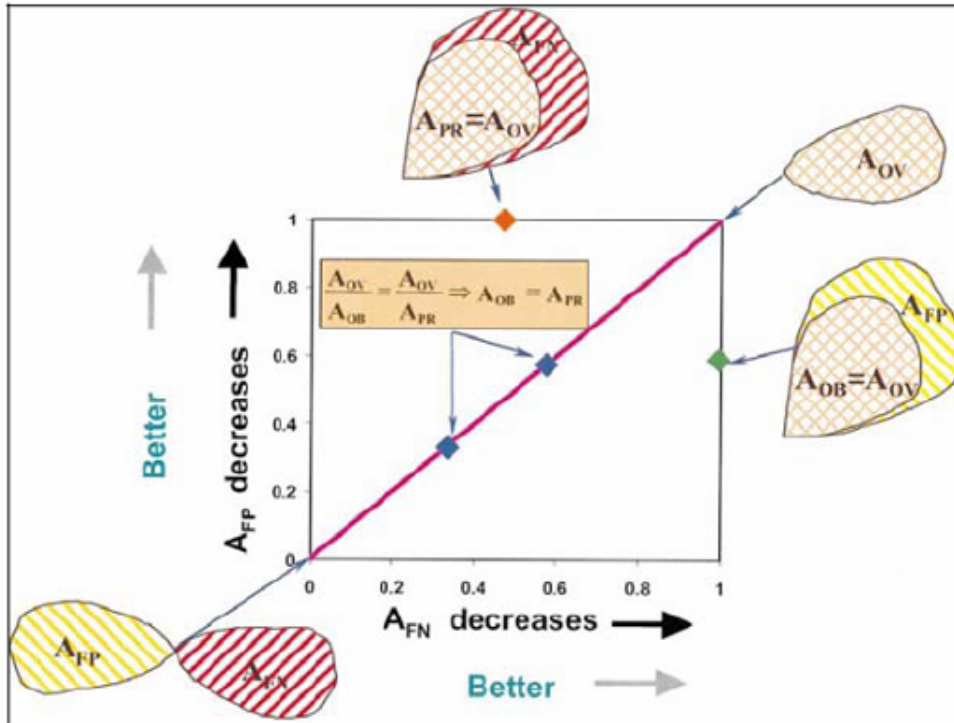 A_FN
A_PR=A_OV
A_OV
1
0.8
0.6
0.4
0.2
0
A_OV/A_OB = A_OV/A_PR ⇒ A_OB = A_PR
A_FP
A_OB=A_OV
Better
A_FP decreases
0
0.2
0.4
0.6
0.8
1
A_FN decreases
A_FP
A_FN
Better